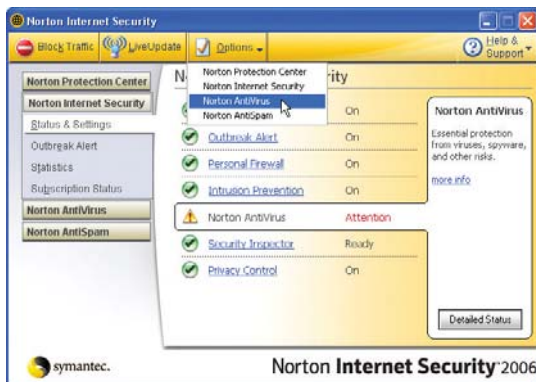 Norton Internet Security
Block Traffic
LiveUpdate
Options
Help & Support
Norton Protection Center
Norton Internet Security
Norton AntiVirus
Norton AntiSpam
Norton Protection Center
Norton Internet Security
Status & Settings
Outbreak Alert
Statistics
Subscription Status
Norton AntiVirus
Norton AntiSpam
On
Outbreak Alert On
Personal Firewall On
Intrusion Prevention On
Norton AntiVirus Attention
Security Inspector Ready
Privacy Control On
Norton AntiVirus
Essential protection
from viruses, spyware,
and other risks.
more info
Detailed Status
symantec.
Norton Internet Security 2006